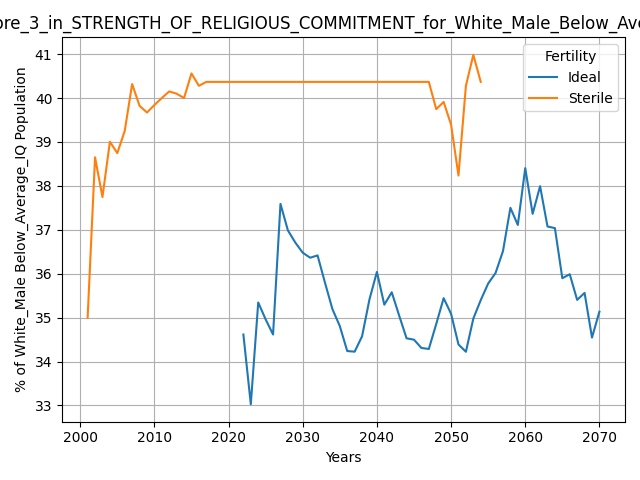 ore_3_in_STRENGTH_OF_RELIGIOUS_COMMITMENT_for_White_Male_Below_Ave
Fertility
Ideal
Sterile
41
40
39
38
37
36
35
34
33
% of White_Male Below_Average_IQ Population
2000 2010 2020 2030 2040 2050 2060 2070
Years